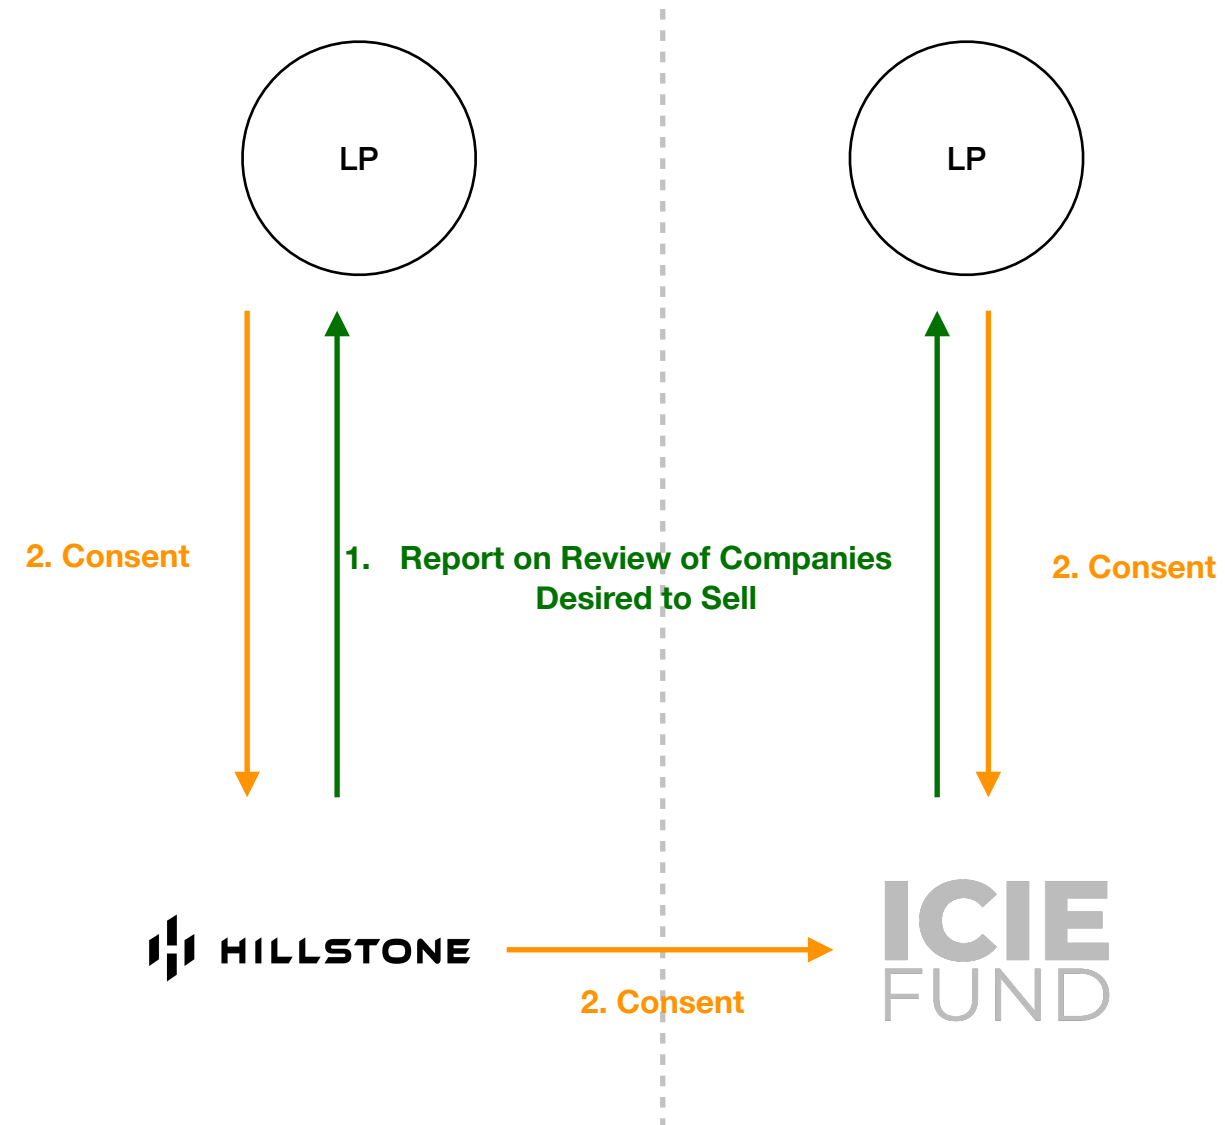 LP
LP
2. Consent
1. Report on Review of Companies
Desired to Sell
2. Consent
HILLSTONE
2. Consent
ICIE
FUND